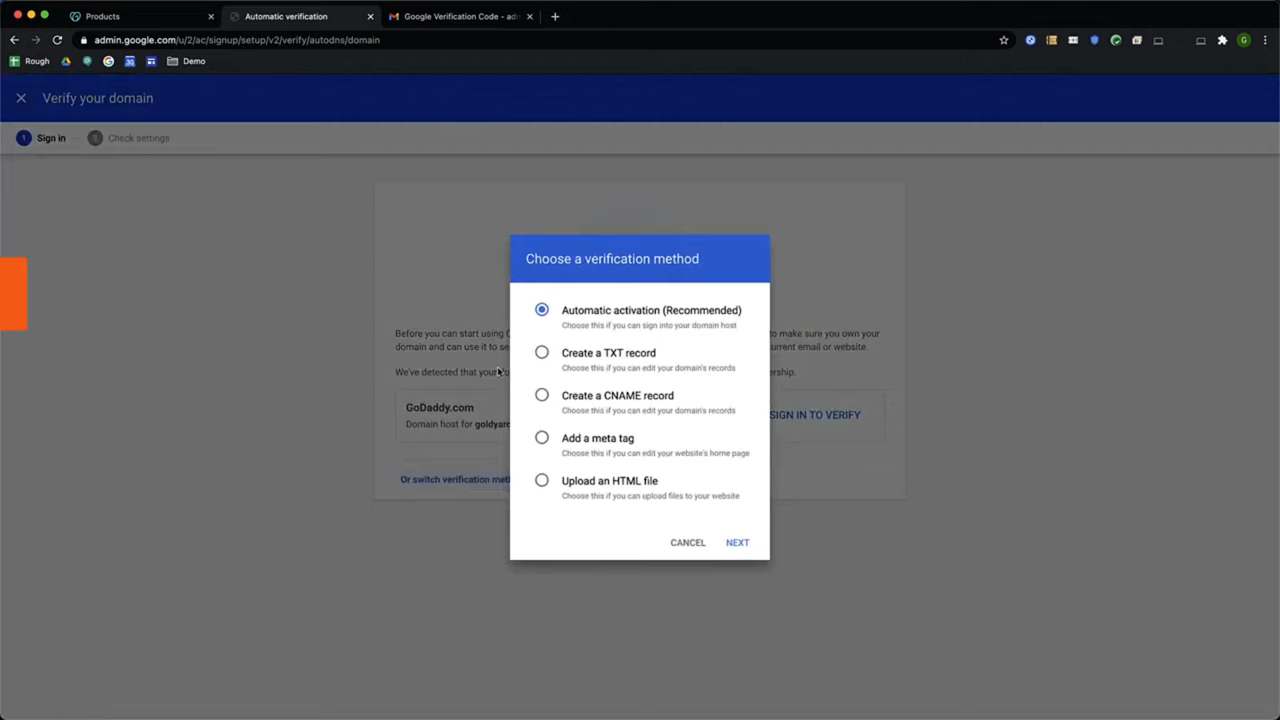 Products
Automatic verification
Google Verification Code - adn
admin.google.com/u/2/ac/signup/setup/v2/verify/autodns/domain
G
Rough
Demo
Verify your domain
1 Sign in
2 Check settings
Choose a verification method
Automatic activation (Recommended)
Choose this if you can sign into your domain host
Before you can start using
to make sure you own your
domain and can use it to
current email or website.
Create a TXT record
Choose this if you can edit your domain's records
We've detected that your
Create a CNAME record
Choose this if you can edit your domain's records
GoDaddy.com
Domain host for
SIGN IN TO VERIFY
Add a meta tag
Choose this if you can edit your website's home page
Or switch verification
Upload an HTML file
Choose this if you can upload files to your website
CANCEL
NEXT